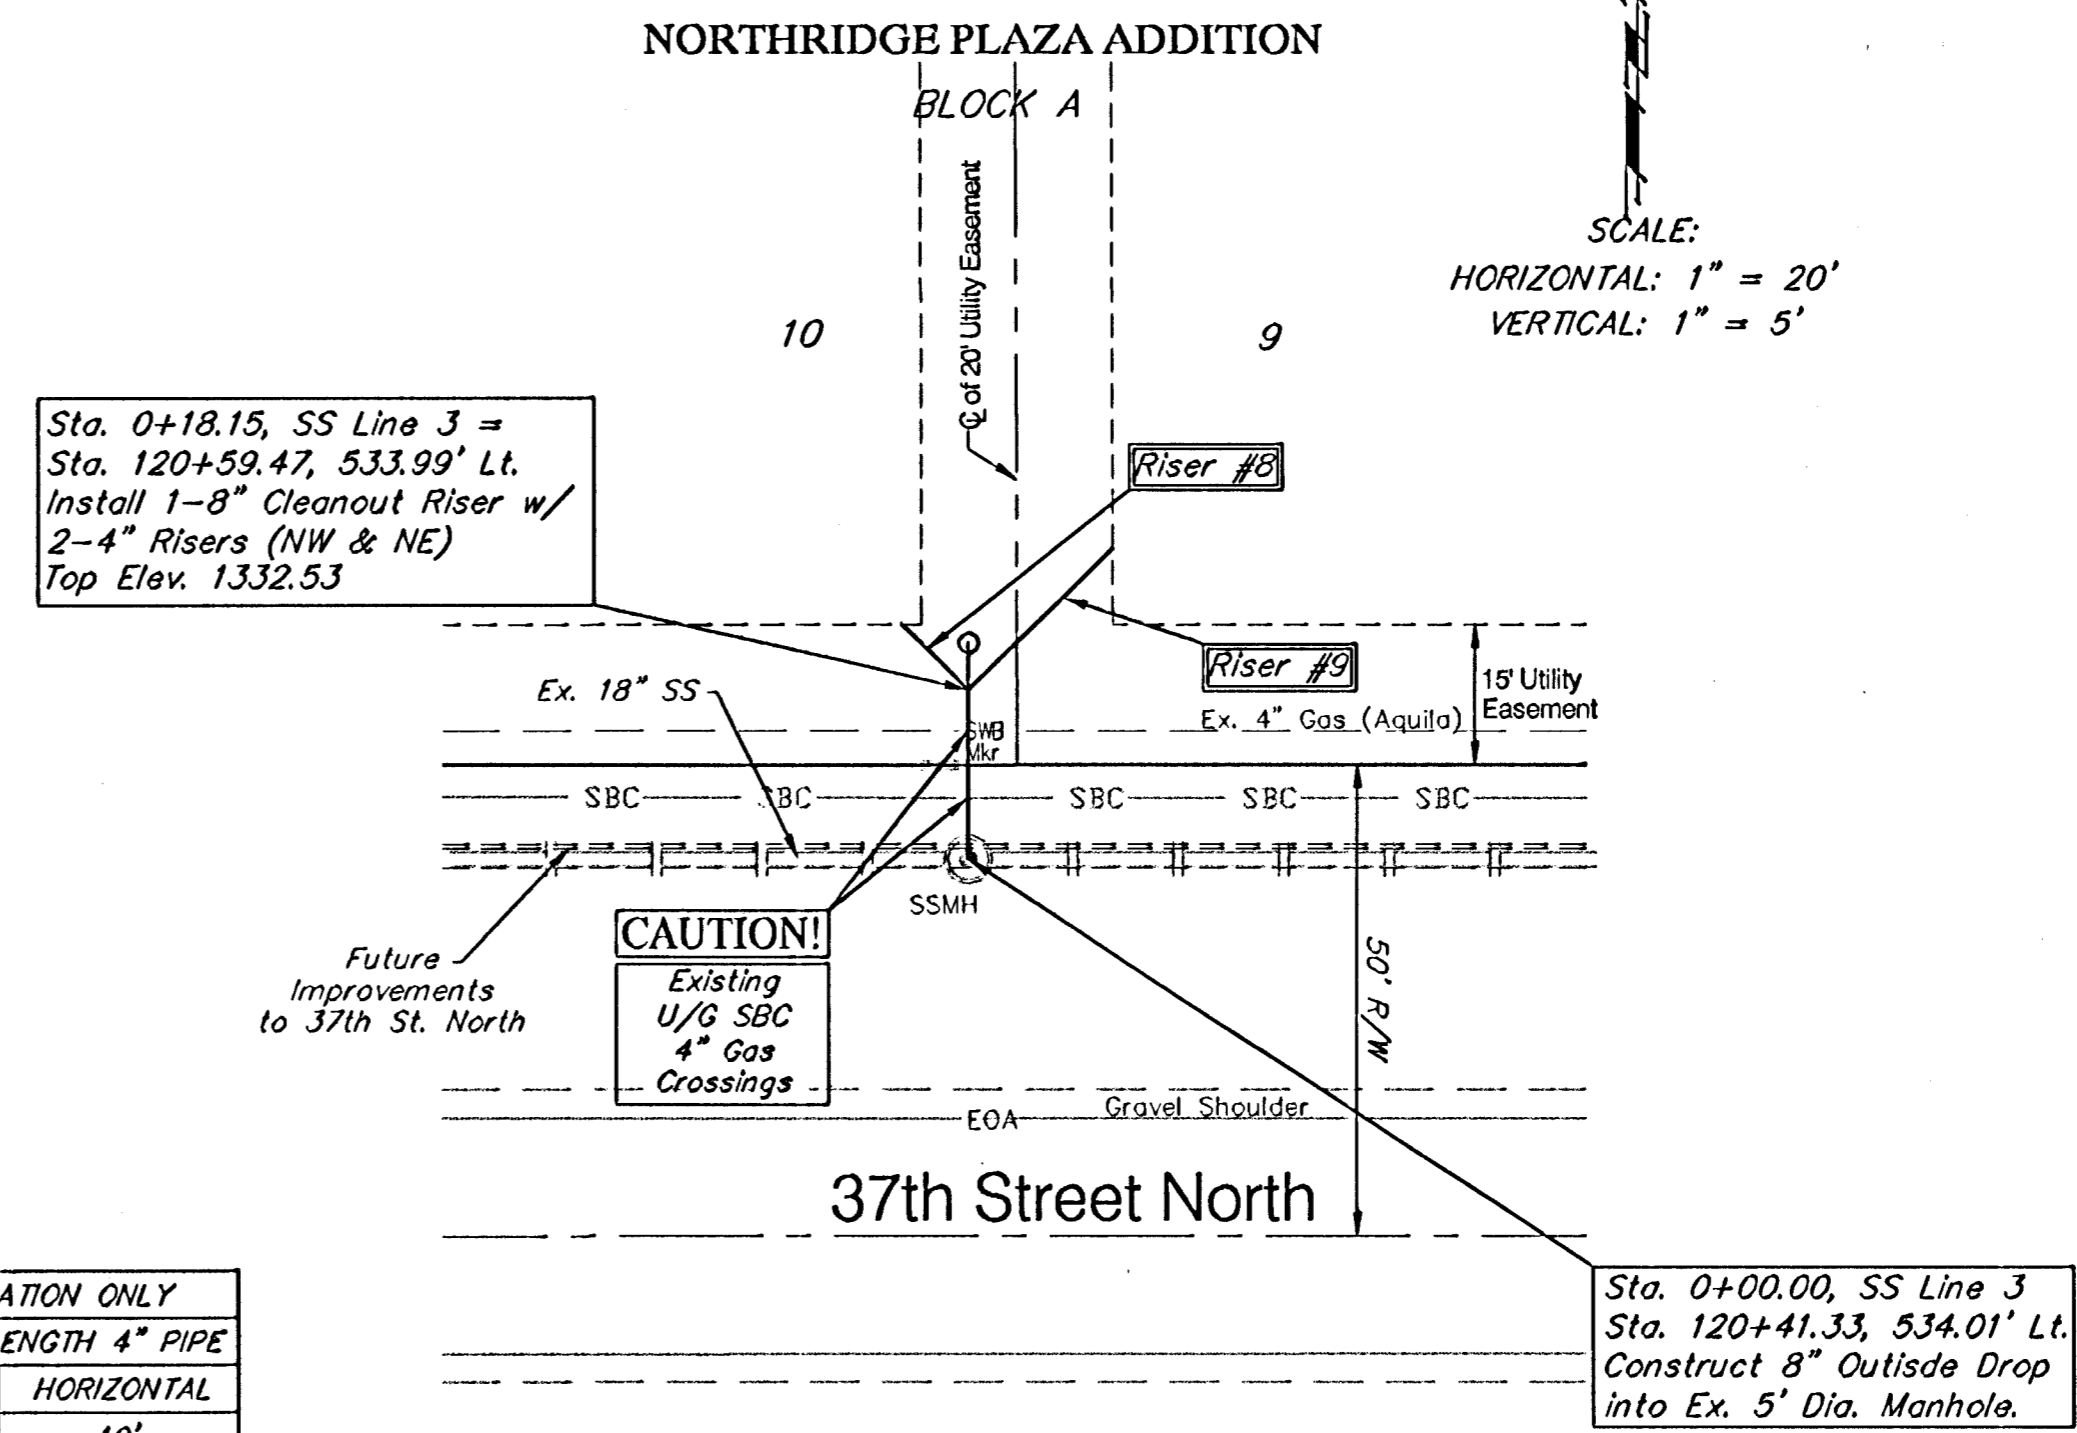 NORTHRIDGE PLAZA ADDITION
BLOCK A
℄ of 20' Utility Easement
SCALE:
HORIZONTAL: 1" = 20'
VERTICAL: 1" = 5'
10
9
Sta. 0+18.15, SS Line 3 =
Sta. 120+59.47, 533.99' Lt.
Install 1-8" Cleanout Riser w/
2-4" Risers (NW & NE)
Top Elev. 1332.53
Riser #8
Riser #9
15' Utility
Easement
Ex. 18" SS
Ex. 4" Gas (Aquila)
SWB
Mkr
SBC
SBC
SBC
SBC
SBC
SSMH
CAUTION!
Existing
U/G SBC
4" Gas
Crossings
Future
Improvements
to 37th St. North
50' R/W
Gravel Shoulder
EOA
37th Street North
Sta. 0+00.00, SS Line 3
Sta. 120+41.33, 534.01' Lt.
Construct 8" Outisde Drop
into Ex. 5' Dia. Manhole.
ATION ONLY
ENGTH 4" PIPE
HORIZONTAL